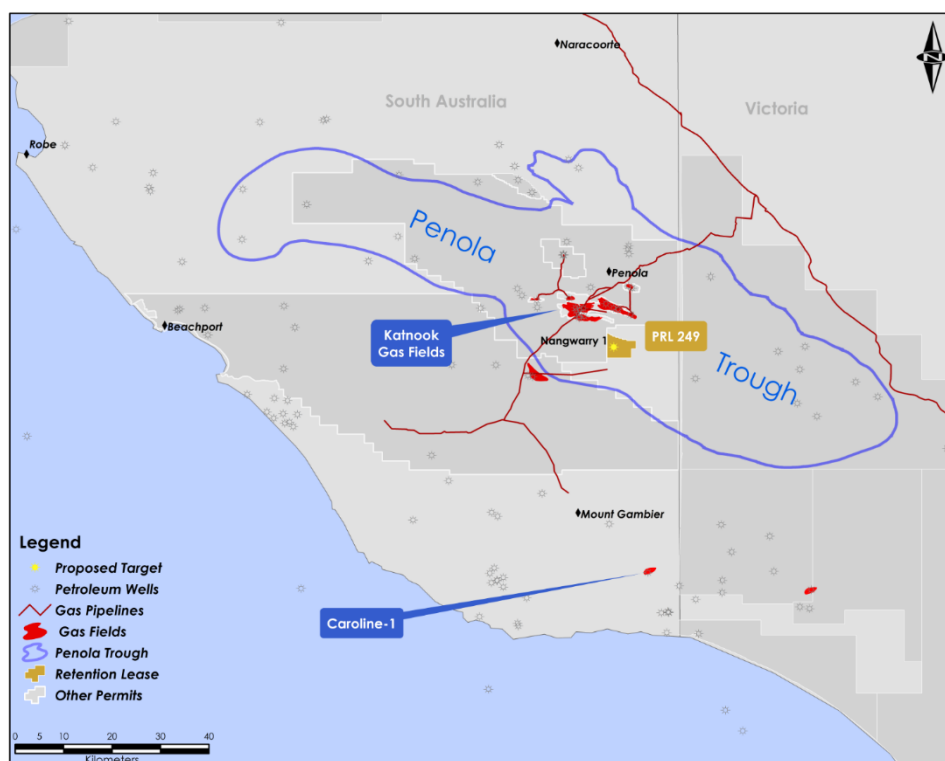 Naracoorte
N
South Australia
Victoria
Robe
Penola
Penola
Beachport
Katnook
Gas Fields
Nangwarry 1
PRL 249
Trough
Mount Gambier
Caroline-1
Legend
Proposed Target
Petroleum Wells
Gas Pipelines
Gas Fields
Penola Trough
Retention Lease
Other Permits
0 5 10 20 30 40
Kilometers